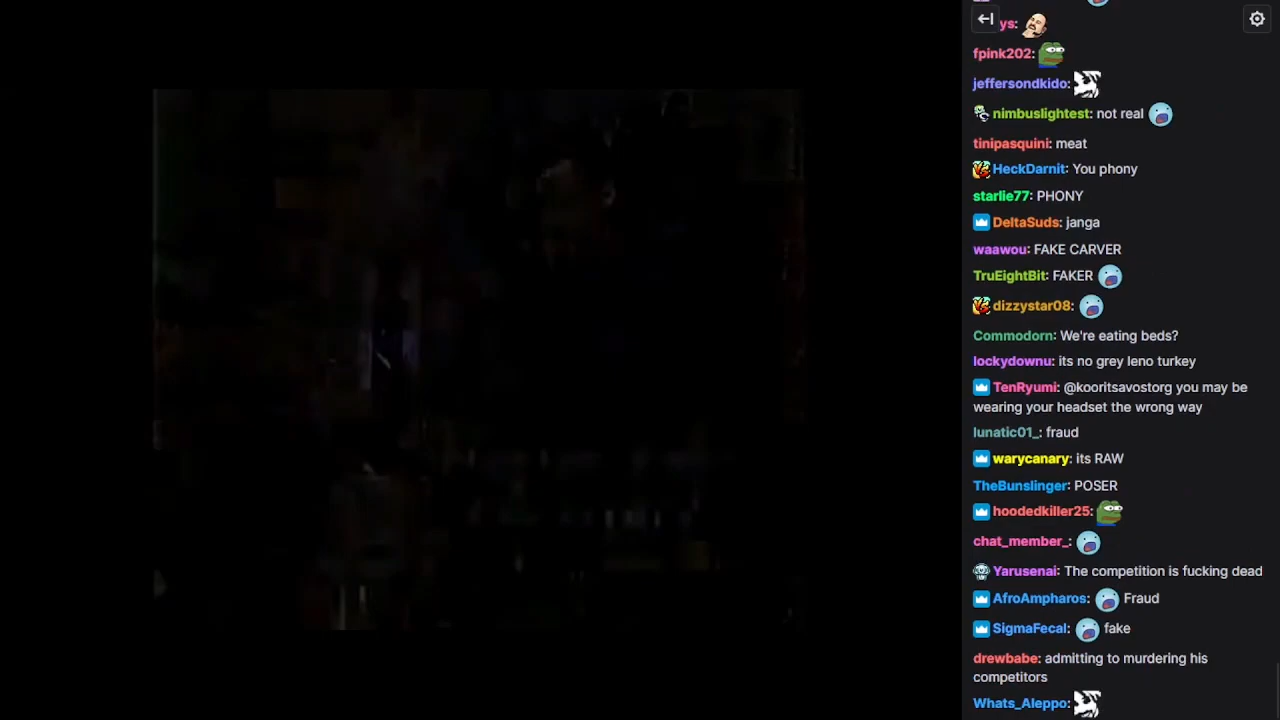 ys:
fpink202:
jeffersondkido:
nimbuslightest: not real
tinipasquini: meat
HeckDarnit: You phony
starlie77: PHONY
DeltaSuds: janga
waawou: FAKE CARVER
TruEightBit: FAKER
dizzystar08:
Commodorn: We're eating beds?
lockydownu: its no grey leno turkey
TenRyumi: @kooritsavostorg you may be
wearing your headset the wrong way
lunatic01_: fraud
warycanary: its RAW
TheBunslinger: POSER
hoodedkiller25:
chat_member_:
Yarusenai: The competition is fucking dead
AfroAmpharos: Fraud
SigmaFecal: fake
drewbabe: admitting to murdering his
competitors
Whats_Aleppo: